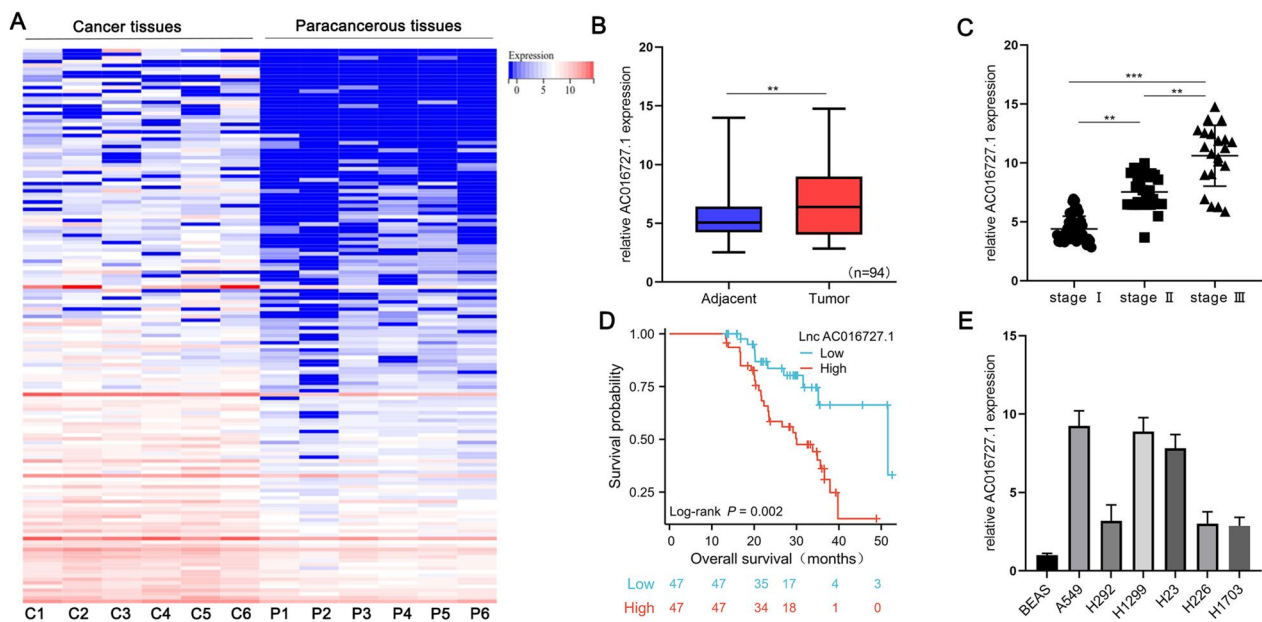 A
Cancer tissues
Paracancerous tissues
Expression
0 5 10
C1 C2 C3 C4 C5 C6 P1 P2 P3 P4 P5 P6
B
relative AC016727.1 expression
20
15
10
5
0
**
(n=94)
Adjacent Tumor
C
relative AC016727.1 expression
20
15
10
5
0
***
**
**
stage Ⅰ stage Ⅱ stage Ⅲ
D
Survival probability
1.00
0.75
0.50
0.25
Lnc AC016727.1
Low
High
Log-rank P = 0.002
0 10 20 30 40 50
Overall survival（months）
Low 47 47 35 17 4 3
High 47 47 34 18 1 0
E
relative AC016727.1 expression
15
10
5
0
BEAS A549 H292 H1299 H23 H226 H1703